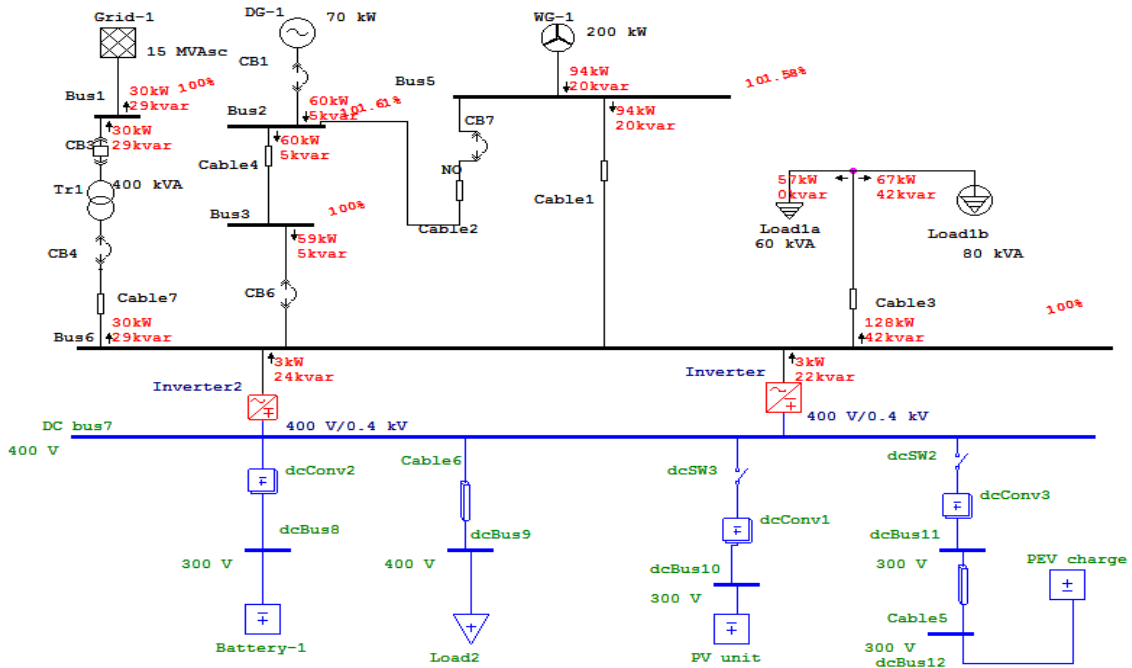 Grid-1
15 MVAsc
DG-1
70 kW
WG-1
200 kW
CB1
Bus5
101.58%
94kW
20kvar
94kW
20kvar
Bus1
30kW
29kvar
100%
30kW
29kvar
Bus2
60kW
5kvar
101.61%
60kW
5kvar
CB7
NO
CB3
Tr1
400 kVA
Cable4
Bus3
100%
Cable2
Cable1
57kW
0kvar
67kW
42kvar
Load1a
60 kVA
Load1b
80 kVA
59kW
5kvar
CB4
CB6
Cable7
Cable3
100%
Bus6
30kW
29kvar
128kW
42kvar
3kW
24kvar
3kW
22kvar
Inverter2
Inverter
400 V/0.4 kV
400 V/0.4 kV
DC bus7
400 V
dcConv2
Cable6
dcSW3
dcSW2
dcConv3
dcConv1
dcBus8
300 V
dcBus9
400 V
dcBus10
300 V
dcBus11
300 V
PEV charge
Cable5
300 V
dcBus12
Battery-1
Load2
PV unit